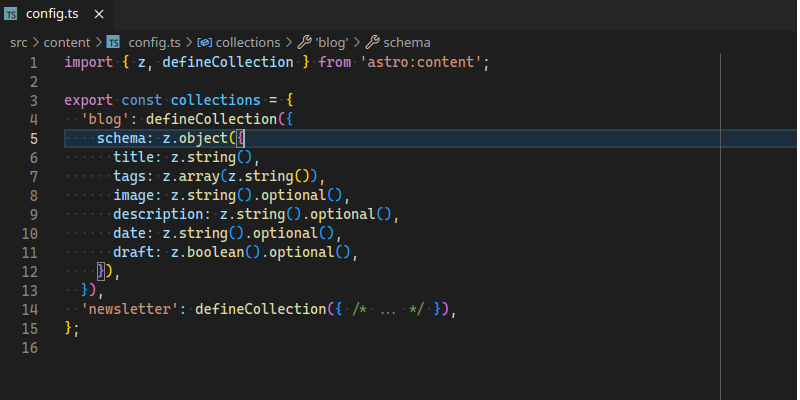 TS config.ts ×
src > content > TS config.ts > collections > 'blog' > schema
1 import { z, defineCollection } from 'astro:content';
2
3 export const collections = {
4   'blog': defineCollection({
5     schema: z.object({
6       title: z.string(),
7       tags: z.array(z.string()),
8       image: z.string().optional(),
9       description: z.string().optional(),
10       date: z.string().optional(),
11       draft: z.boolean().optional(),
12     }),
13   }),
14   'newsletter': defineCollection({ /* ... */ }),
15 };
16